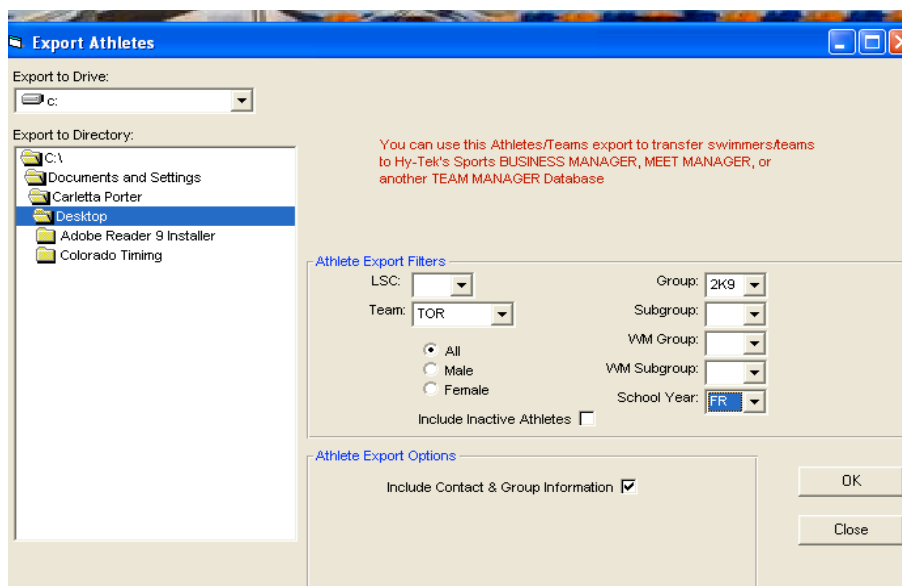 Export Athletes
Export to Drive:
c:
Export to Directory:
C:\
Documents and Settings
Carletta Porter
Desktop
Adobe Reader 9 Installer
Colorado Timimg
You can use this Athletes/Teams export to transfer swimmers/teams
to Hy-Tek's Sports BUSINESS MANAGER, MEET MANAGER, or
another TEAM MANAGER Database
Athlete Export Filters
LSC:
Team: TOR
All
Male
Female
Include Inactive Athletes
Group: 2K9
Subgroup:
WM Group:
WM Subgroup:
School Year: FR
Athlete Export Options
Include Contact & Group Information
OK
Close